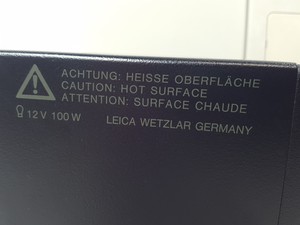 ACHTUNG: HEISSE OBERFLÄCHE
CAUTION: HOT SURFACE
ATTENTION: SURFACE CHAUDE
12 V 100 W LEICA WETZLAR GERMANY